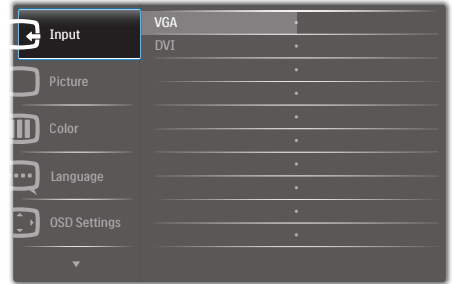 Input
Picture
Color
Language
OSD Settings
VGA
DVI